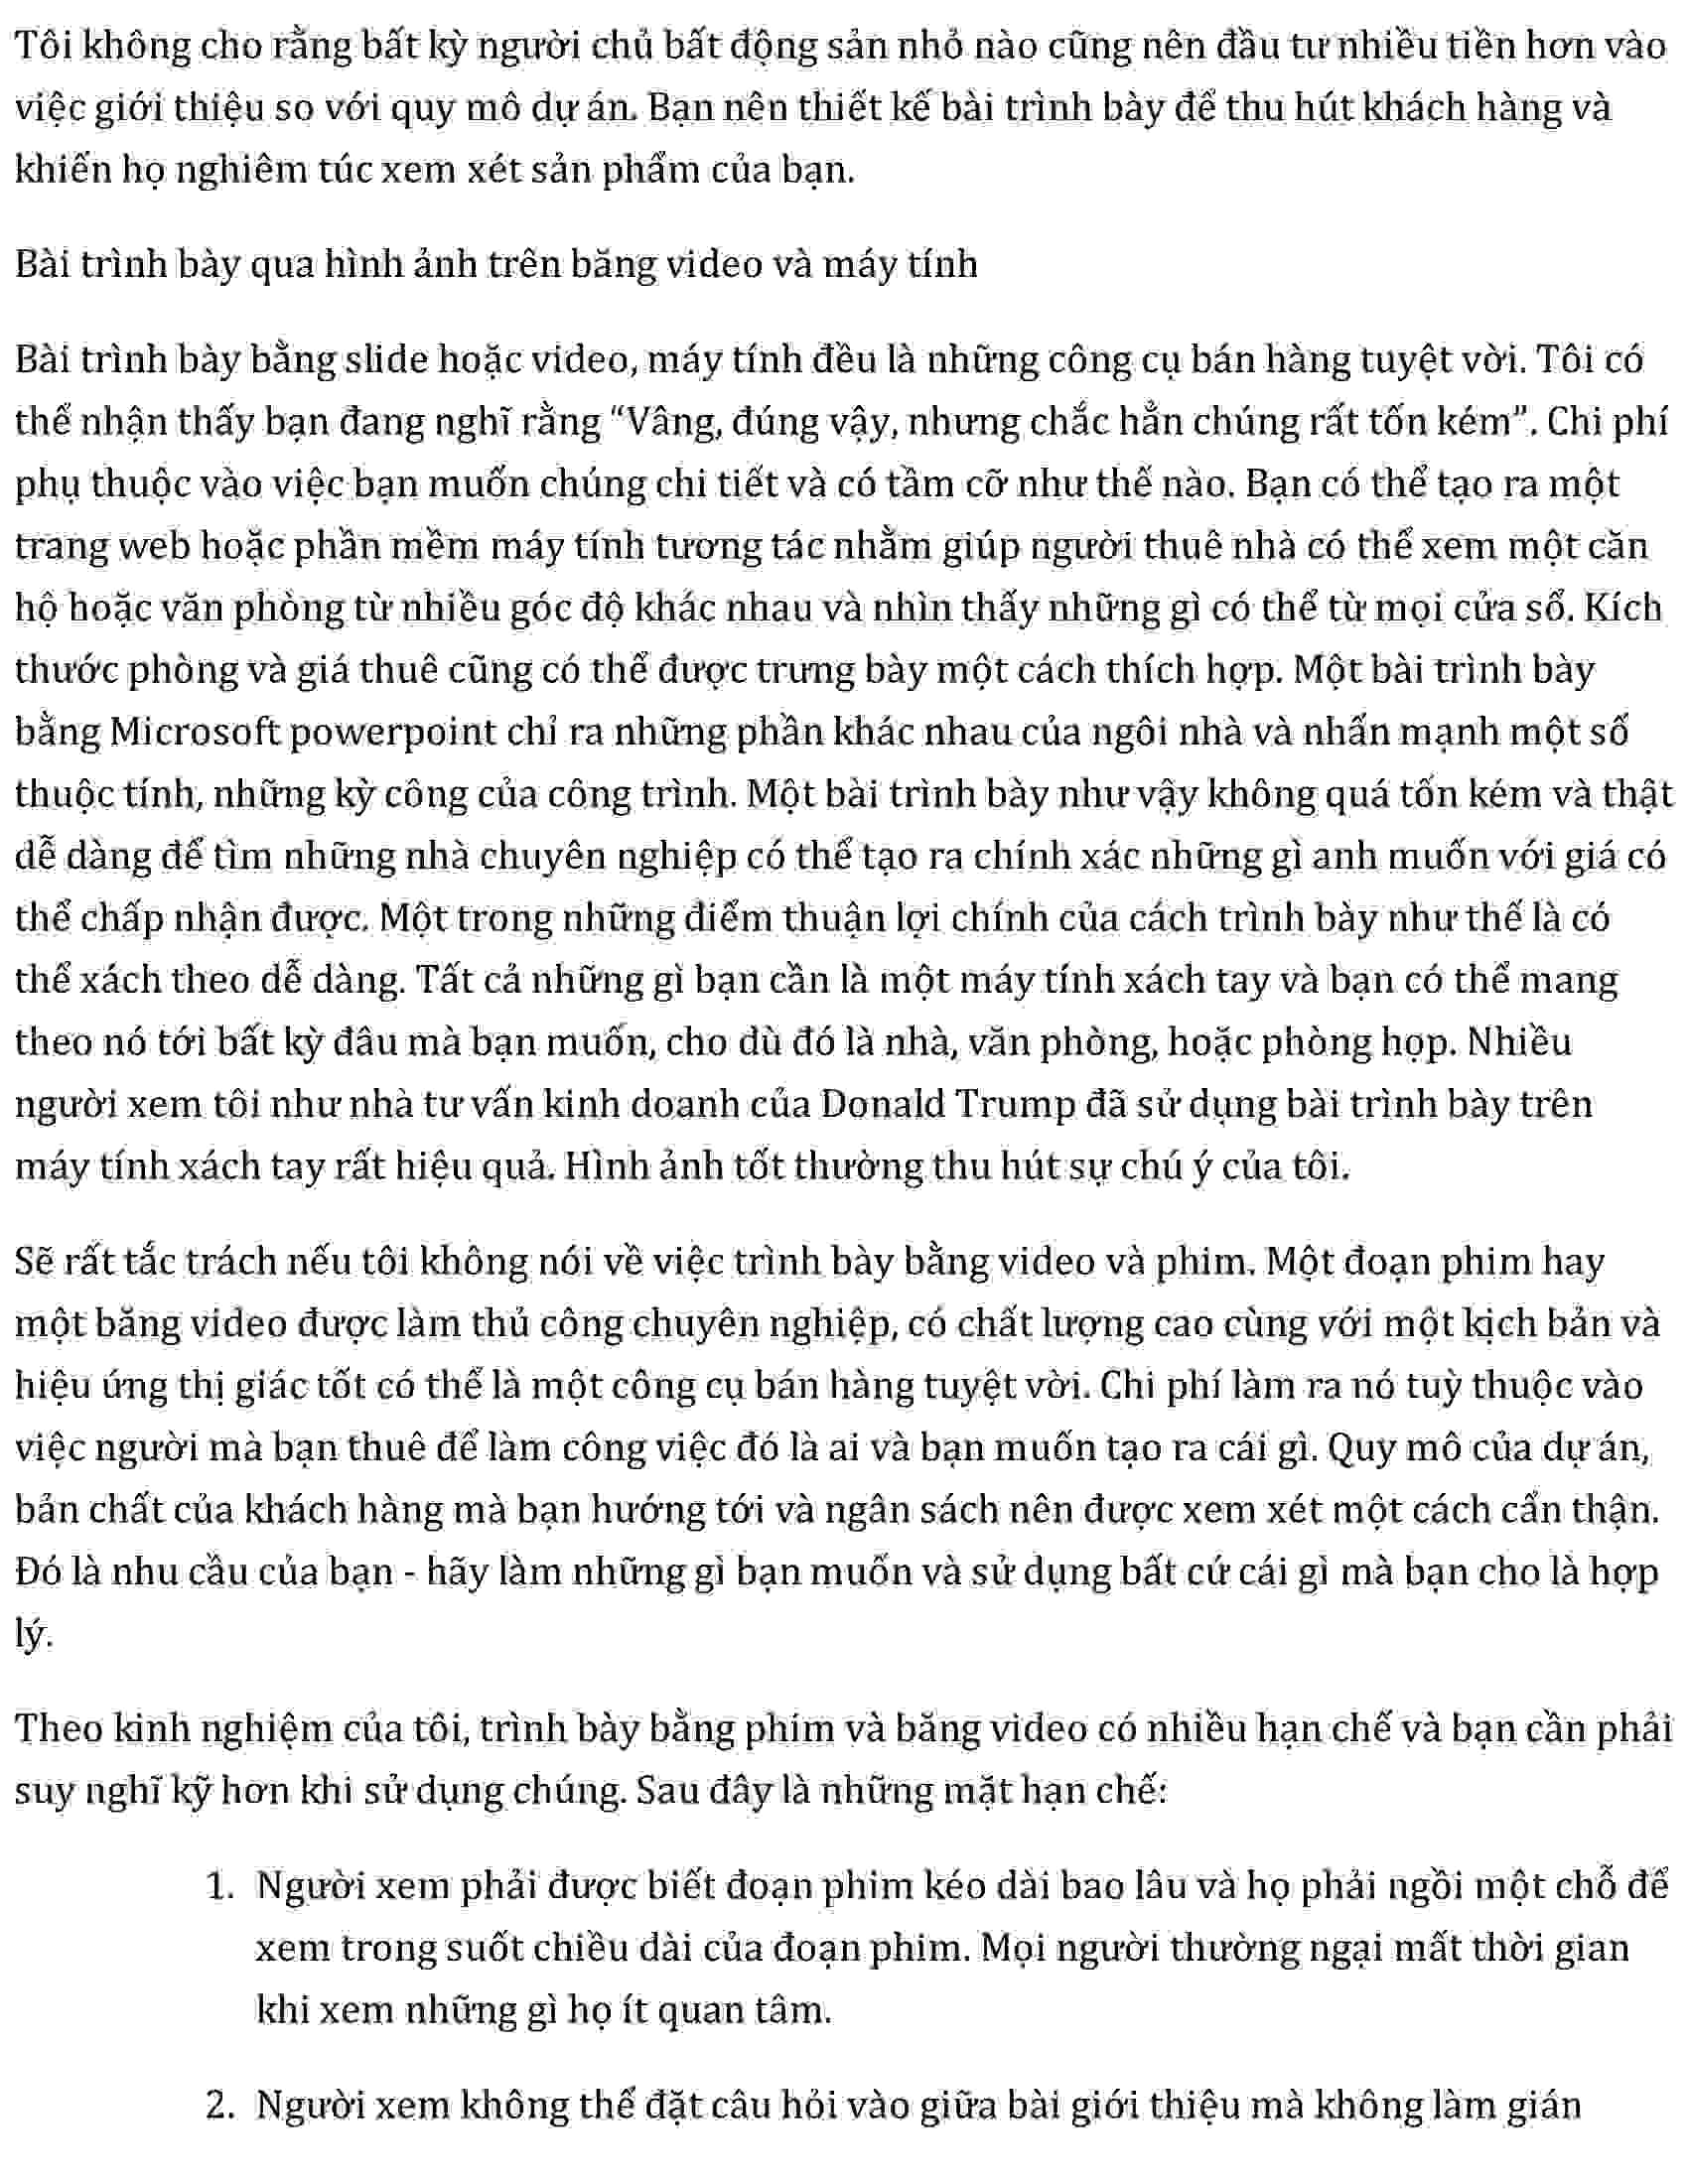 Tôi không cho rằng bất kỳ người chủ bất động sản nhỏ nào cũng nên đầu tư nhiều tiền hơn vào
việc giới thiệu so với quy mô dự án. Bạn nên thiết kế bài trình bày để thu hút khách hàng và
khiến họ nghiêm túc xem xét sản phẩm của bạn.
Bài trình bày qua hình ảnh trên băng video và máy tính
Bài trình bày bằng slide hoặc video, máy tính đều là những công cụ bán hàng tuyệt vời. Tôi có
thể nhận thấy bạn đang nghĩ rằng “Vâng, đúng vậy, nhưng chắc hẳn chúng rất tốn kém”. Chi phí
phụ thuộc vào việc bạn muốn chúng chi tiết và có tầm cỡ như thế nào. Bạn có thể tạo ra một
trang web hoặc phần mềm máy tính tương tác nhằm giúp người thuê nhà có thể xem một căn
hộ hoặc văn phòng từ nhiều góc độ khác nhau và nhìn thấy những gì có thể từ mọi cửa sổ. Kích
thước phòng và giá thuê cũng có thể được trưng bày một cách thích hợp. Một bài trình bày
bằng Microsoft powerpoint chỉ ra những phần khác nhau của ngôi nhà và nhấn mạnh một số
thuộc tính, những kỳ công của công trình. Một bài trình bày như vậy không quá tốn kém và thật
dễ dàng để tìm những nhà chuyên nghiệp có thể tạo ra chính xác những gì anh muốn với giá có
thể chấp nhận được. Một trong những điểm thuận lợi chính của cách trình bày như thế là có
thể xách theo dễ dàng. Tất cả những gì bạn cần là một máy tính xách tay và bạn có thể mang
theo nó tới bất kỳ đâu mà bạn muốn, cho dù đó là nhà, văn phòng, hoặc phòng họp. Nhiều
người xem tôi như nhà tư vấn kinh doanh của Donald Trump đã sử dụng bài trình bày trên
máy tính xách tay rất hiệu quả. Hình ảnh tốt thường thu hút sự chú ý của tôi.
Sẽ rất tắc trách nếu tôi không nói về việc trình bày bằng video và phim. Một đoạn phim hay
một băng video được làm thủ công chuyên nghiệp, có chất lượng cao cùng với một kịch bản và
hiệu ứng thị giác tốt có thể là một công cụ bán hàng tuyệt vời. Chi phí làm ra nó tuỳ thuộc vào
việc người mà bạn thuê để làm công việc đó là ai và bạn muốn tạo ra cái gì. Quy mô của dự án,
bản chất của khách hàng mà bạn hướng tới và ngân sách nên được xem xét một cách cẩn thận.
Đó là nhu cầu của bạn - hãy làm những gì bạn muốn và sử dụng bất cứ cái gì mà bạn cho là hợp
lý.
Theo kinh nghiệm của tôi, trình bày bằng phim và băng video có nhiều hạn chế và bạn cần phải
suy nghĩ kỹ hơn khi sử dụng chúng. Sau đây là những mặt hạn chế:
1. Người xem phải được biết đoạn phim kéo dài bao lâu và họ phải ngồi một chỗ để
xem trong suốt chiều dài của đoạn phim. Mọi người thường ngại mất thời gian
khi xem những gì họ ít quan tâm.
2. Người xem không thể đặt câu hỏi vào giữa bài giới thiệu mà không làm gián